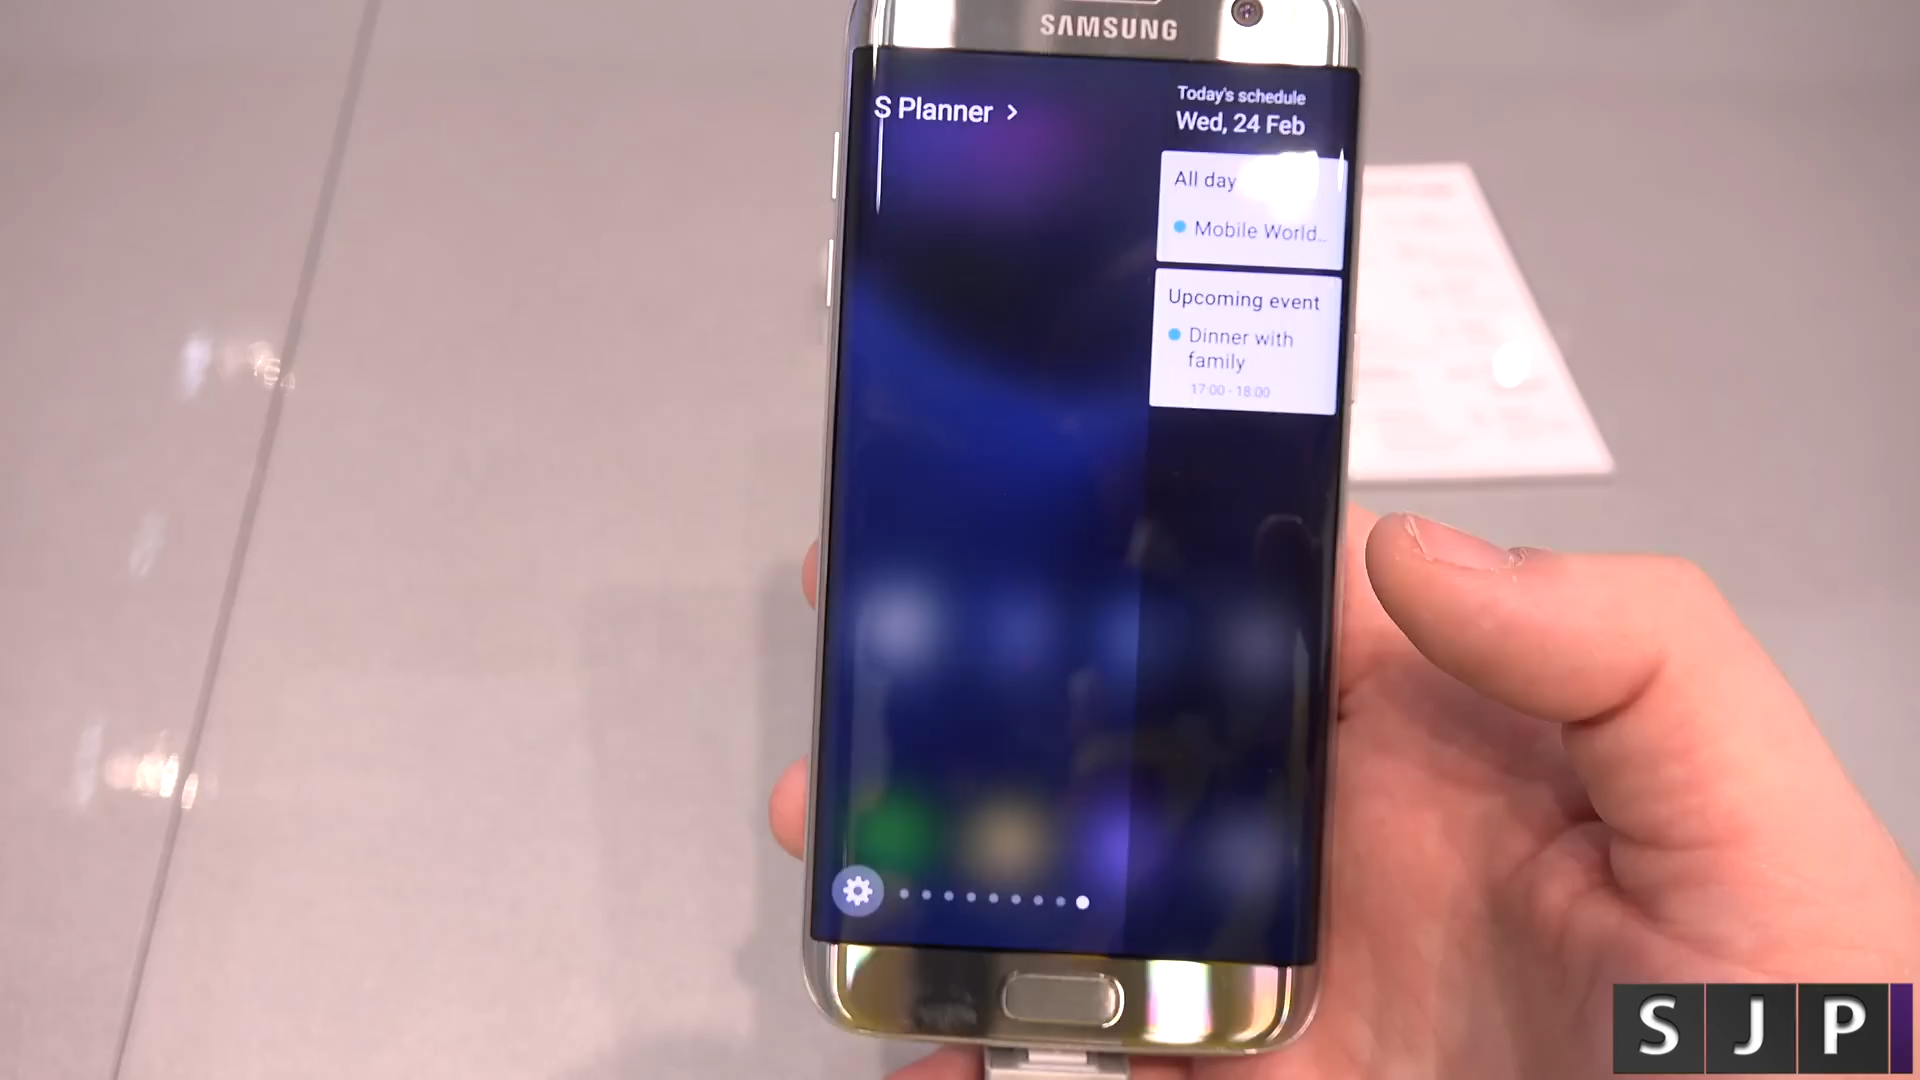 SAMSUNG
S Planner
Today's schedule
Wed, 24 Feb
All day
Mobile World..
Upcoming event
Dinner with
family
17:00 - 18:00
SJP